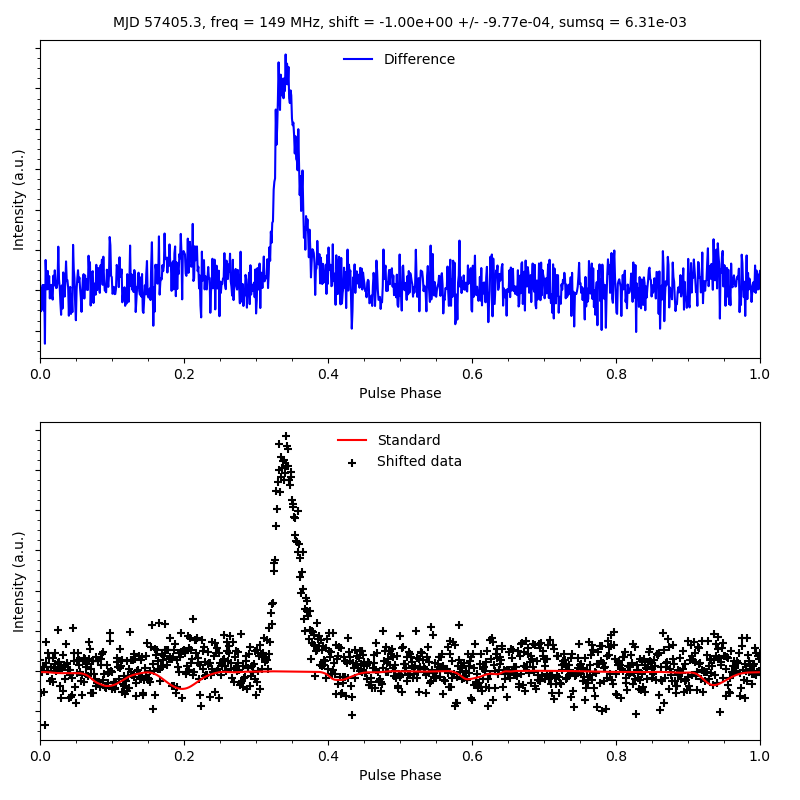 MJD 57405.3, freq = 149 MHz, shift = -1.00e+00 +/- -9.77e-04, sumsq = 6.31e-03
Difference
Intensity (a.u.)
0.0 0.2 0.4 0.6 0.8 1.0
Pulse Phase
Standard
Shifted data
Intensity (a.u.)
0.0 0.2 0.4 0.6 0.8 1.0
Pulse Phase